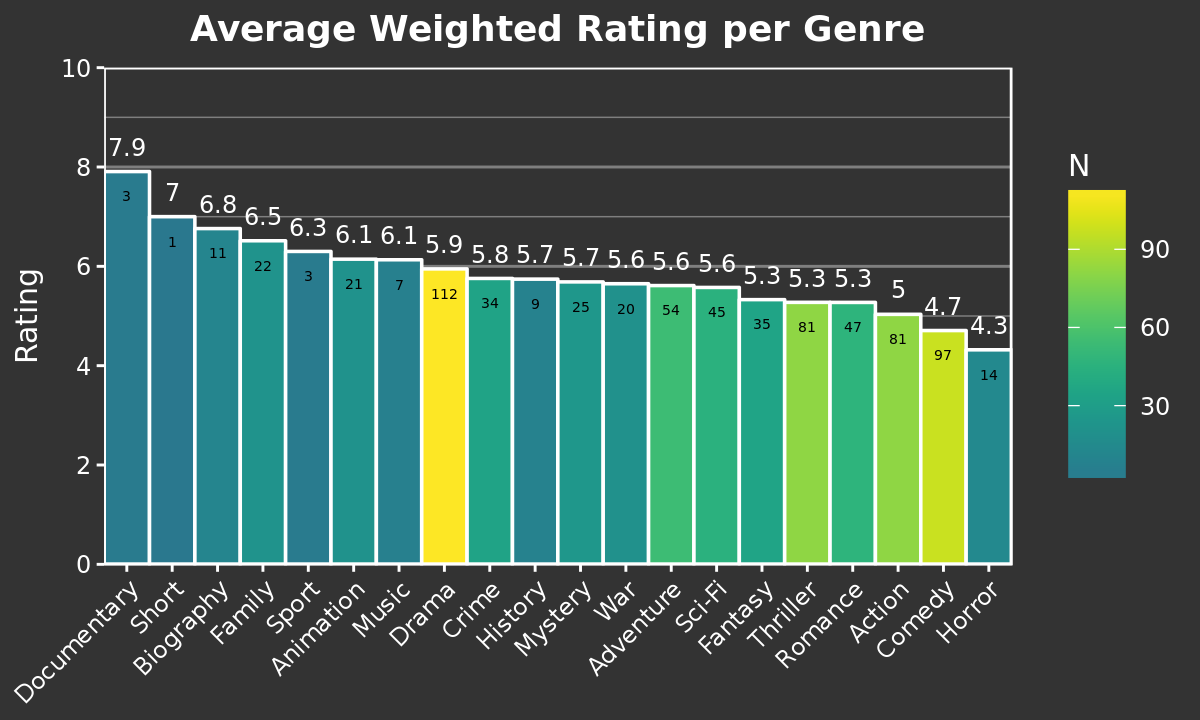 Average Weighted Rating per Genre
Rating
10
8
6
4
2
0
7.9
7
6.8
6.5
6.3
6.1
6.1
5.9
5.8
5.7
5.7
5.6
5.6
5.6
5.3
5.3
5.3
5
4.7
4.3
3
1
11
22
3
21
7
112
34
9
25
20
54
45
35
81
47
81
97
14
Documentary
Short
Biography
Family
Sport
Animation
Music
Drama
Crime
History
Mystery
War
Adventure
Sci-Fi
Fantasy
Thriller
Romance
Action
Comedy
Horror
N
90
60
30